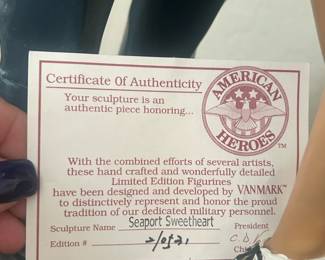 Certificate Of Authenticity
Your sculpture is an
authentic piece honoring...
AMERICAN
HEROES
TM
With the combined efforts of several artists,
these hand crafted and wonderfully detailed
Limited Edition Figurines
have been designed and developed by VANMARK™
to distinctively represent and honor the proud
tradition of our dedicated military personnel.
Sculpture Name Seaport Sweetheart President
Edition #